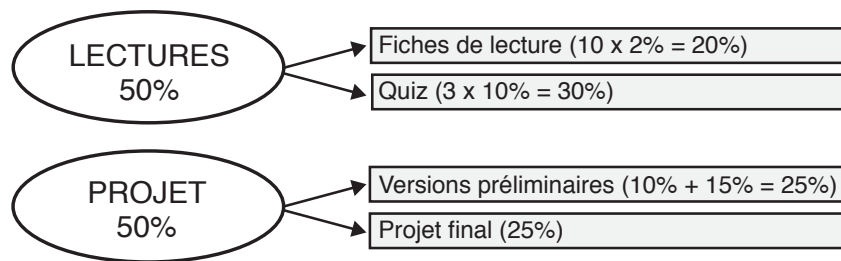 LECTURES
50%
Fiches de lecture (10 x 2% = 20%)
Quiz (3 x 10% = 30%)
PROJET
50%
Versions préliminaires (10% + 15% = 25%)
Projet final (25%)